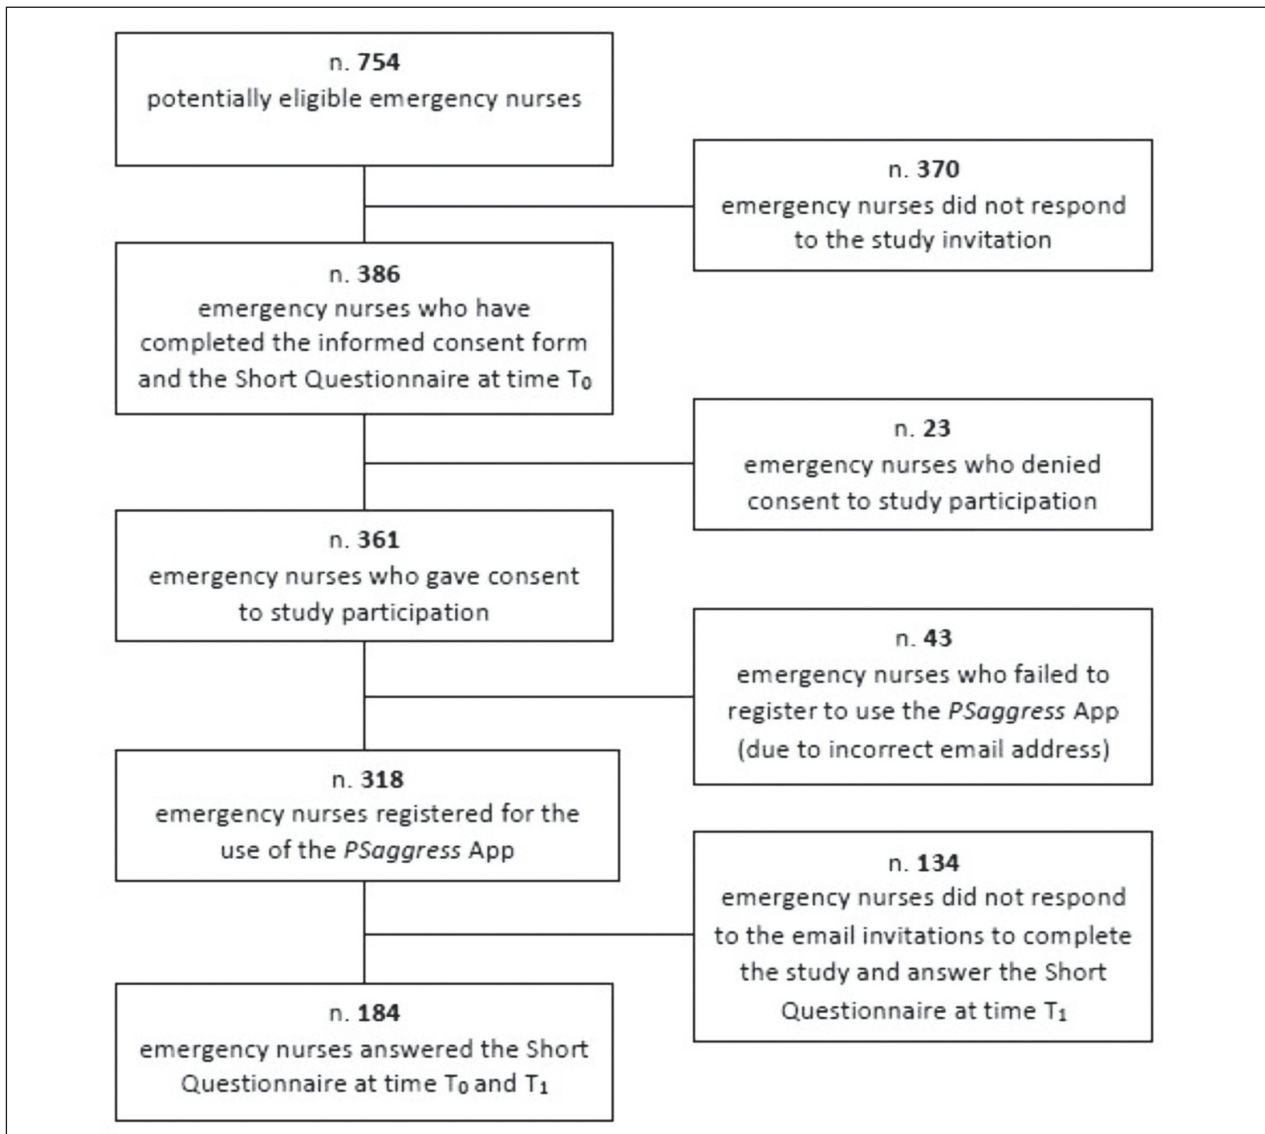 n. 754
potentially eligible emergency nurses
n. 370
emergency nurses did not respond
to the study invitation
n. 386
emergency nurses who have
completed the informed consent form
and the Short Questionnaire at time T₀
n. 23
emergency nurses who denied
consent to study participation
n. 361
emergency nurses who gave consent
to study participation
n. 43
emergency nurses who failed to
register to use the PSaggress App
(due to incorrect email address)
n. 318
emergency nurses registered for the
use of the PSaggress App
n. 134
emergency nurses did not respond
to the email invitations to complete
the study and answer the Short
Questionnaire at time T₁
n. 184
emergency nurses answered the Short
Questionnaire at time T₀ and T₁